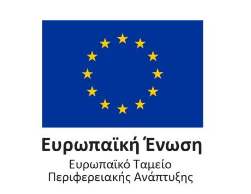 Ευρωπαϊκή Ένωση
Ευρωπαϊκό Ταμείο
Περιφερειακής Ανάπτυξης